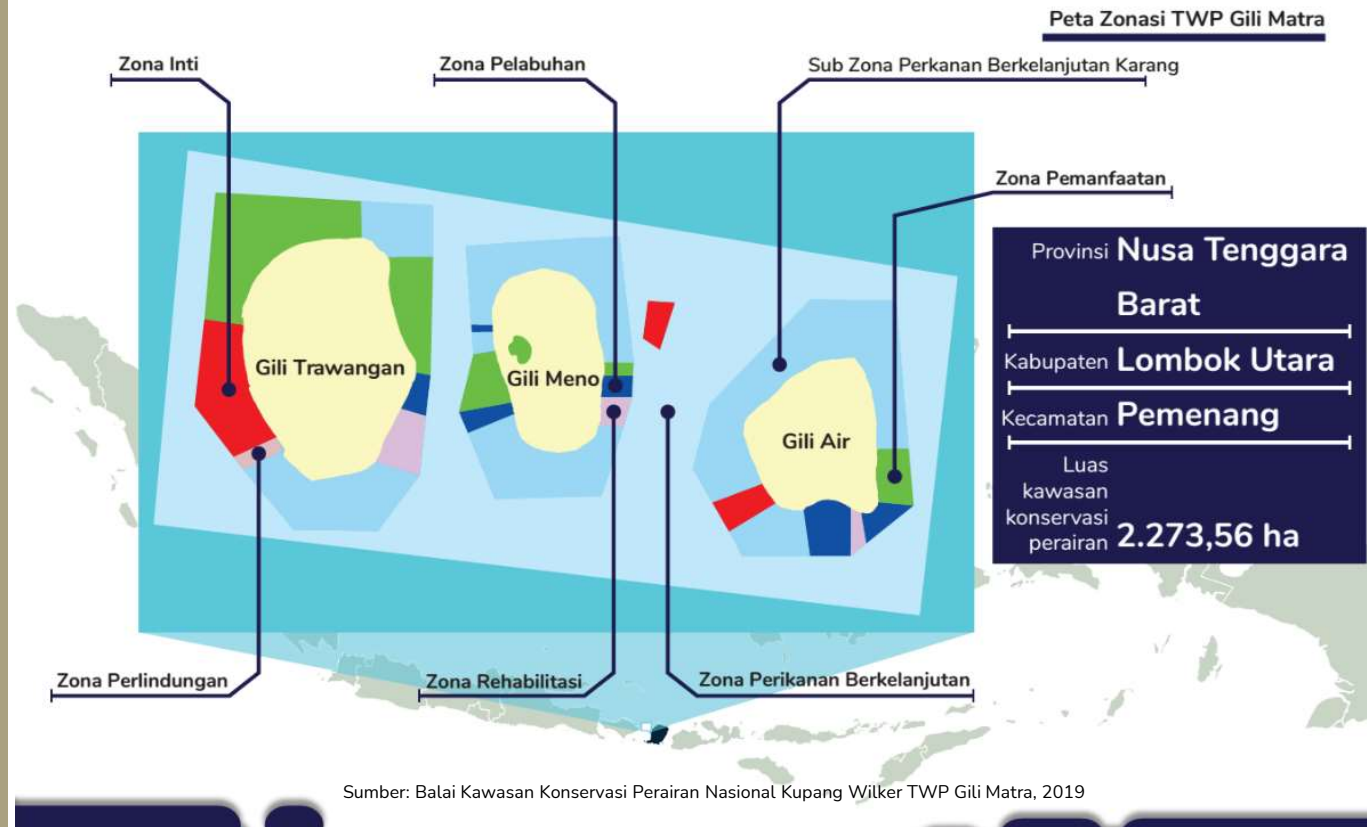 Peta Zonasi TWP Gili Matra
Zona Inti
Zona Pelabuhan
Sub Zona Perkanan Berkelanjutan Karang
Zona Pemanfaatan
Gili Trawangan
Gili Meno
Gili Air
Provinsi Nusa Tenggara
Barat
Kabupaten Lombok Utara
Kecamatan Pemenang
Luas
kawasan
konservasi
perairan 2.273,56 ha
Zona Perlindungan
Zona Rehabilitasi
Zona Perikanan Berkelanjutan
Sumber: Balai Kawasan Konservasi Perairan Nasional Kupang Wilker TWP Gili Matra, 2019